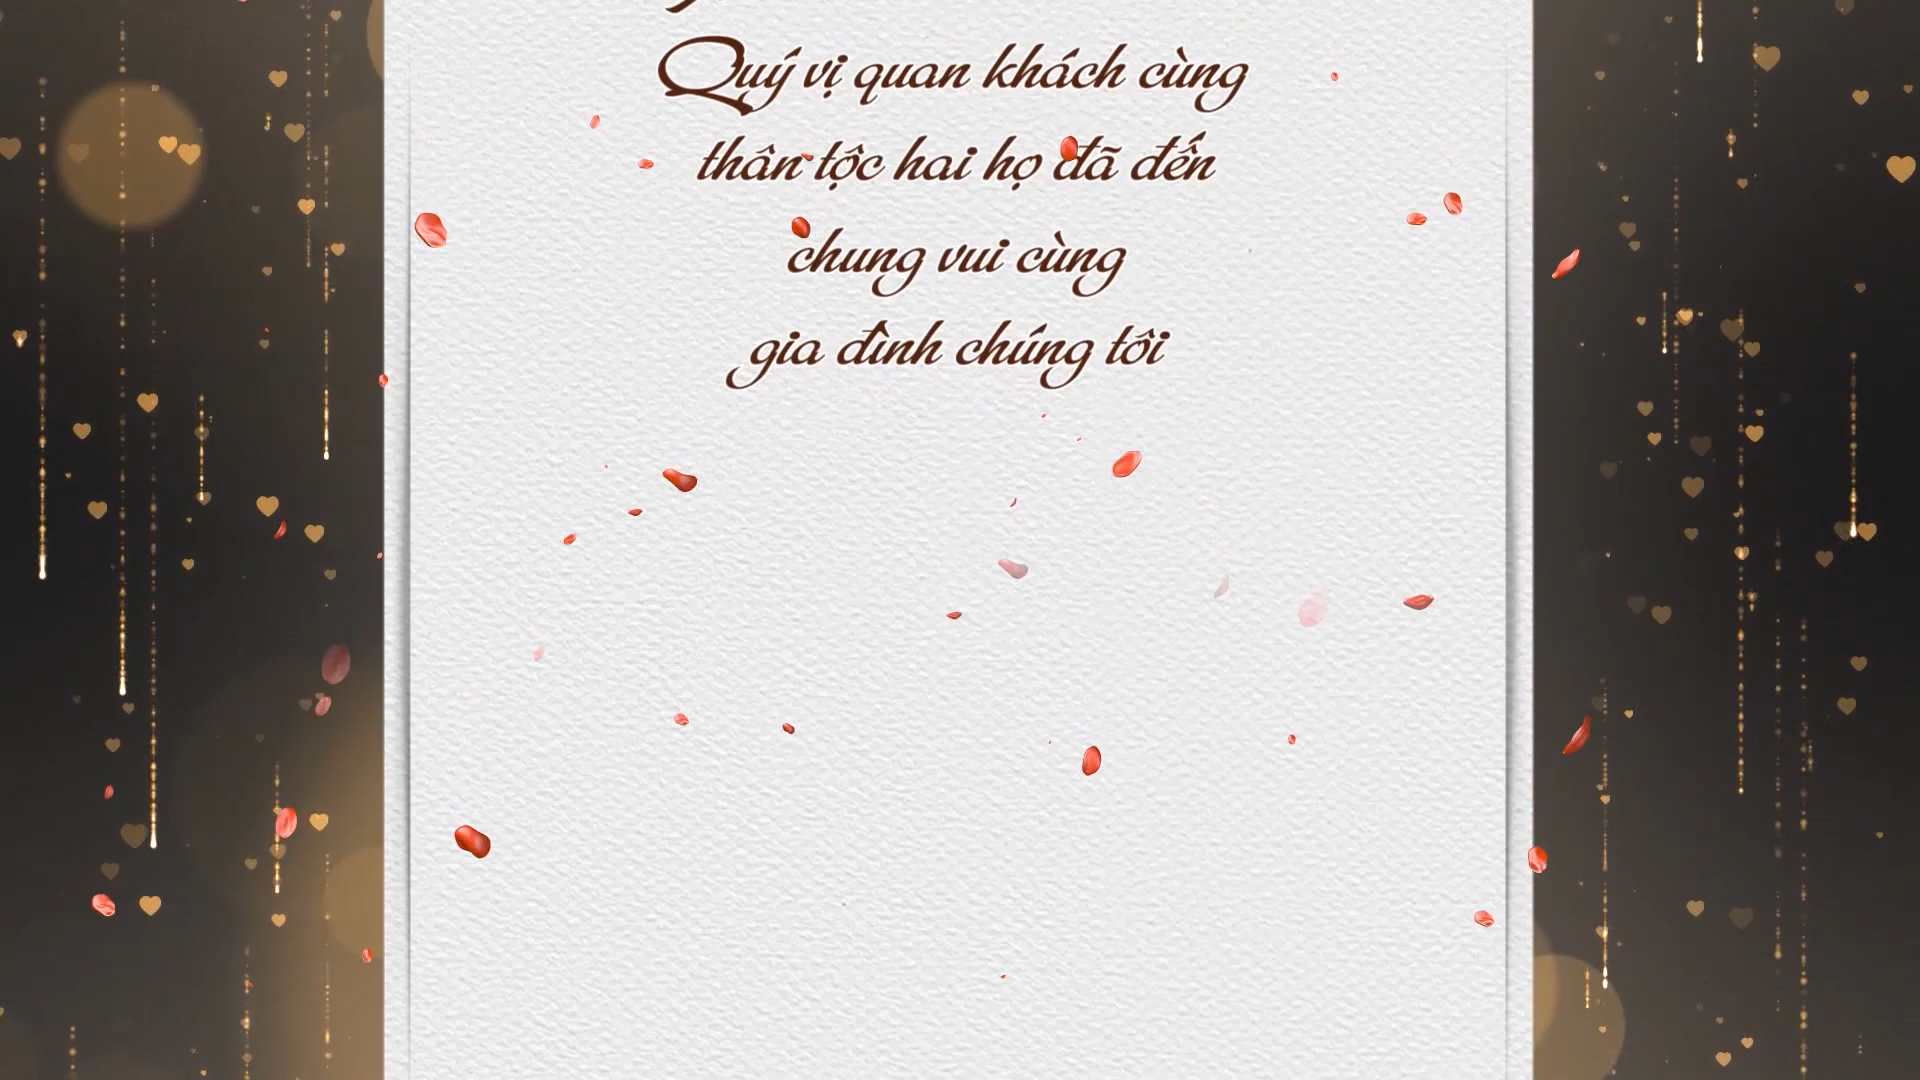 Quý vị quan khách cùng
thân tộc hai họ đã đến
chung vui cùng
gia đình chúng tôi